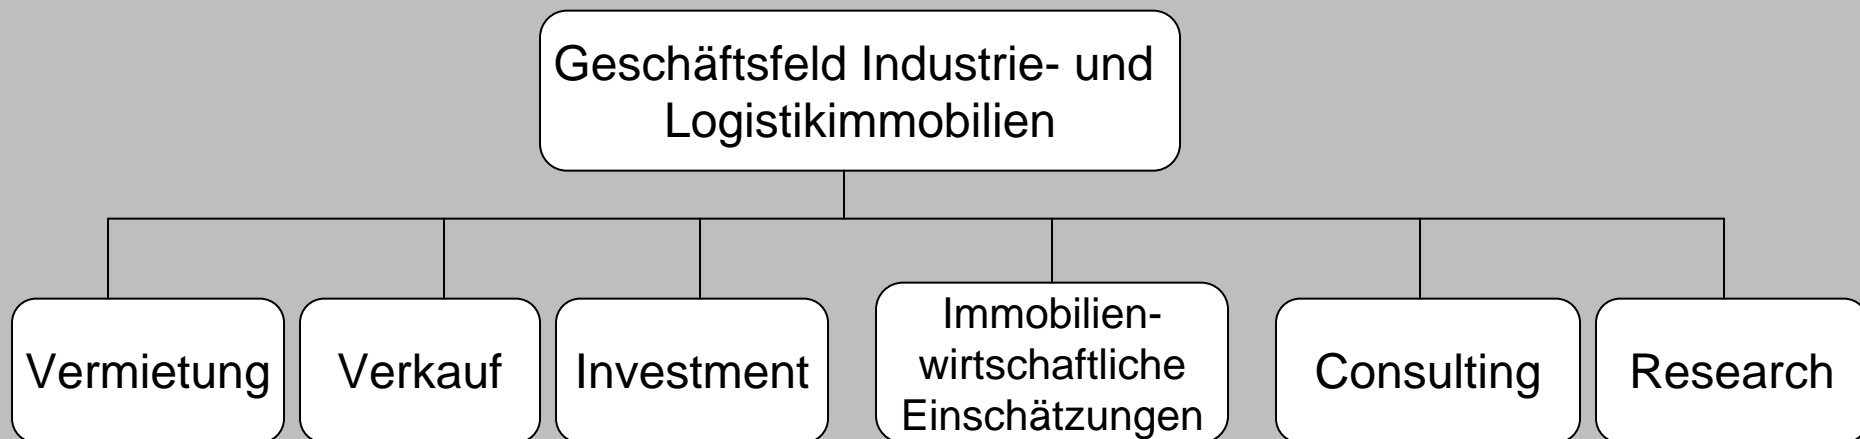 Geschäftsfeld Industrie- und
Logistikimmobilien
Vermietung
Verkauf
Investment
Immobilien-
wirtschaftliche
Einschätzungen
Consulting
Research